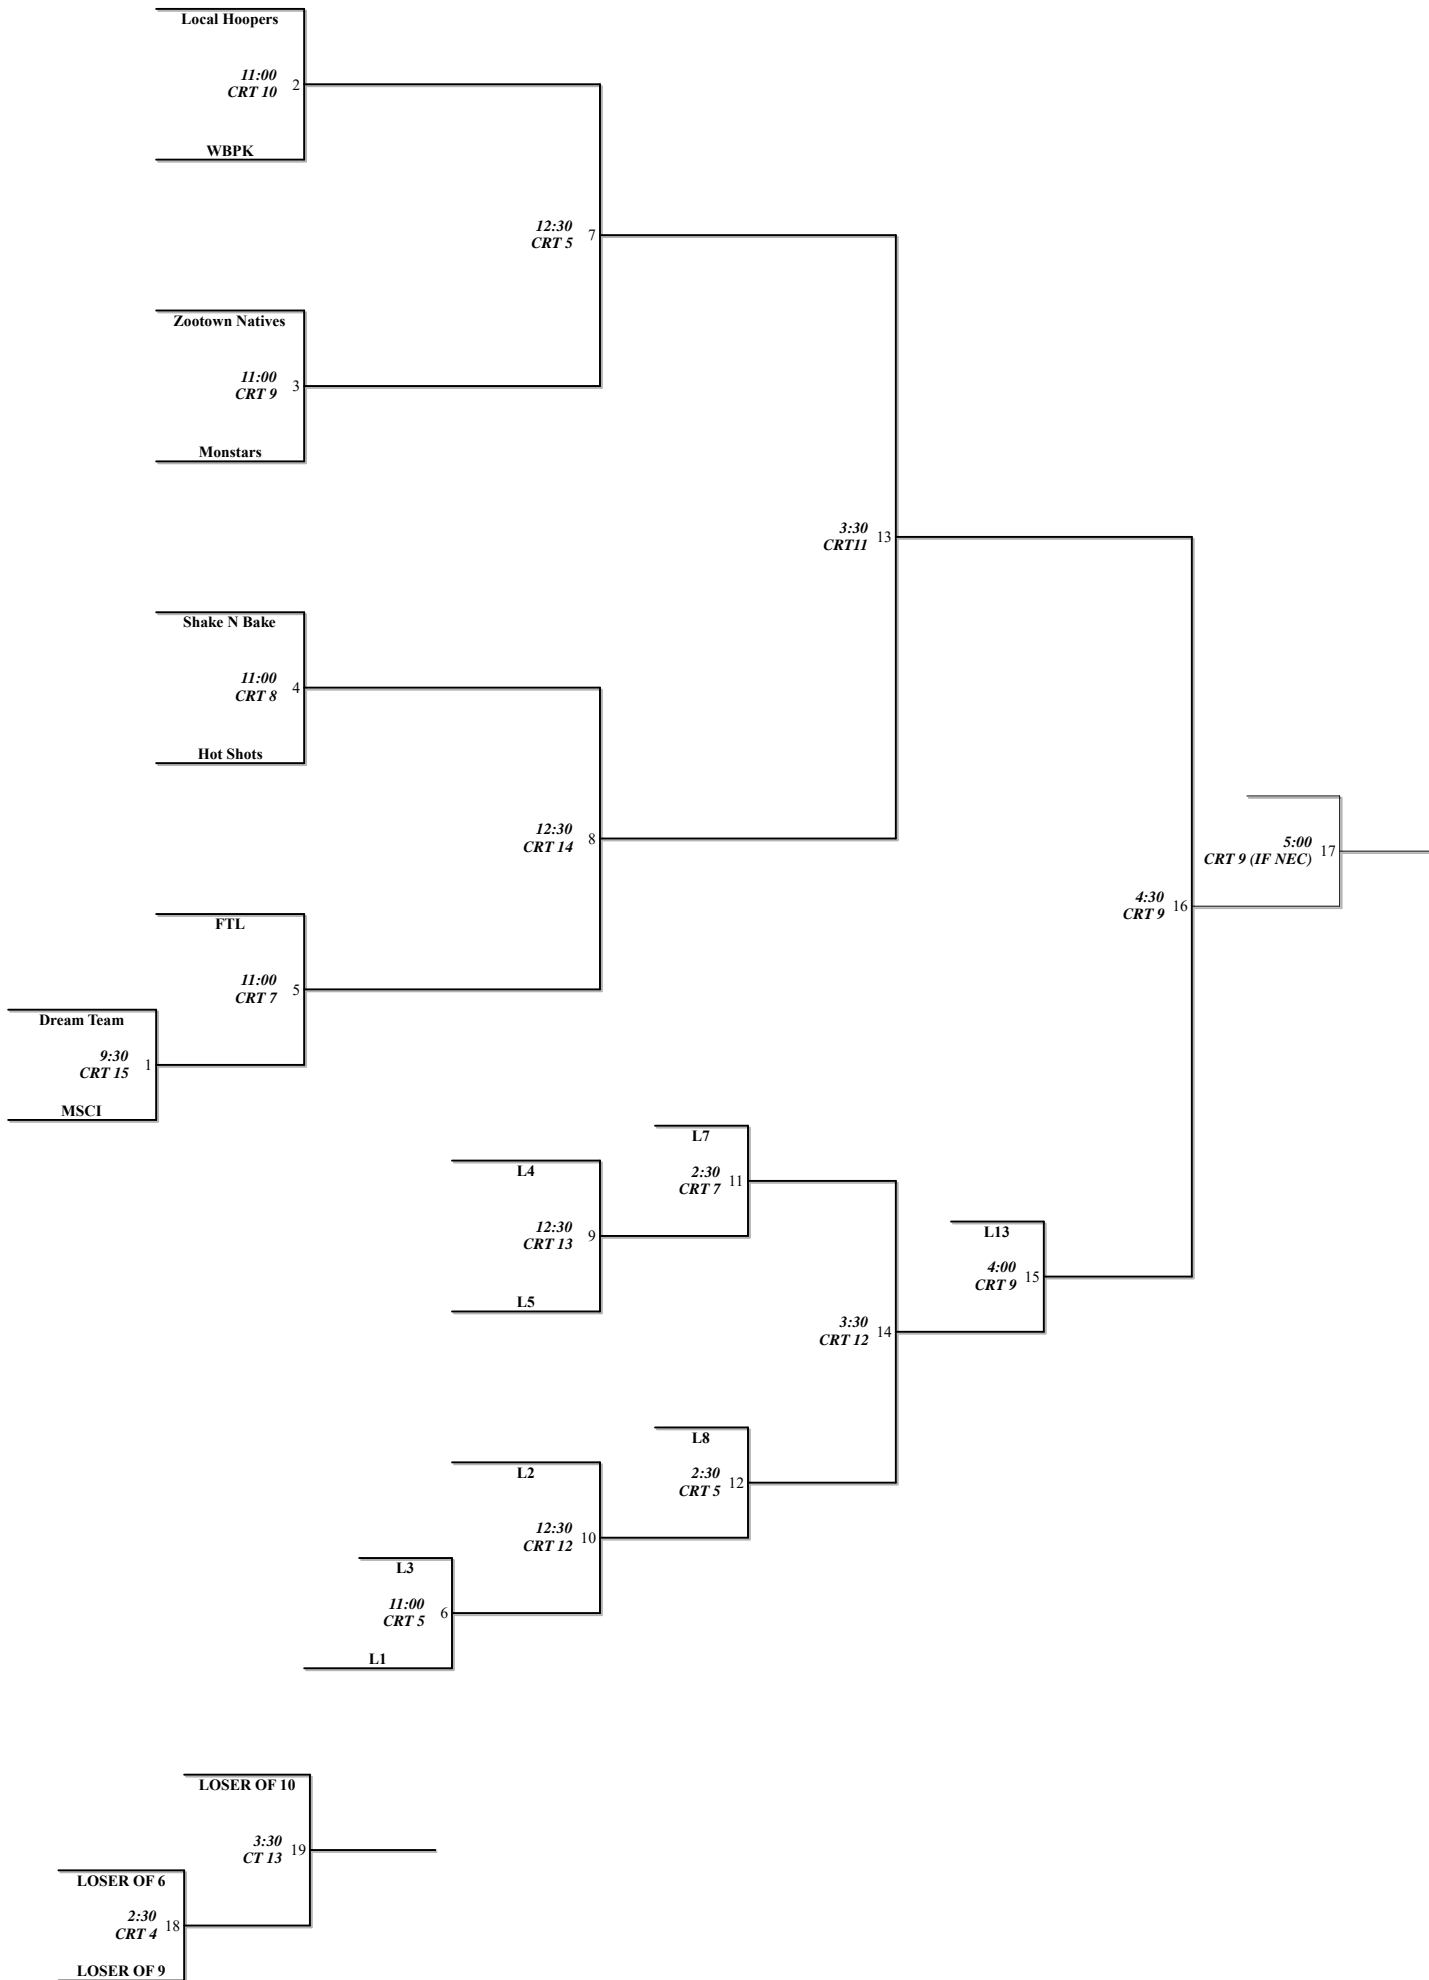 Local Hoopers
11:00
CRT 10
2
WBPK
12:30
CRT 5
7
Zootown Natives
11:00
CRT 9
3
Monstars
3:30
CRT11
13
Shake N Bake
11:00
CRT 8
4
Hot Shots
12:30
CRT 14
8
5:00
CRT 9 (IF NEC)
17
4:30
CRT 9
16
FTL
11:00
CRT 7
5
Dream Team
9:30
CRT 15
1
MSCI
L7
2:30
CRT 7
11
L4
12:30
CRT 13
9
L5
L13
4:00
CRT 9
15
3:30
CRT 12
14
L8
2:30
CRT 5
12
L2
12:30
CRT 12
10
L3
11:00
CRT 5
6
L1
LOSER OF 10
3:30
CT 13
19
LOSER OF 6
2:30
CRT 4
18
LOSER OF 9